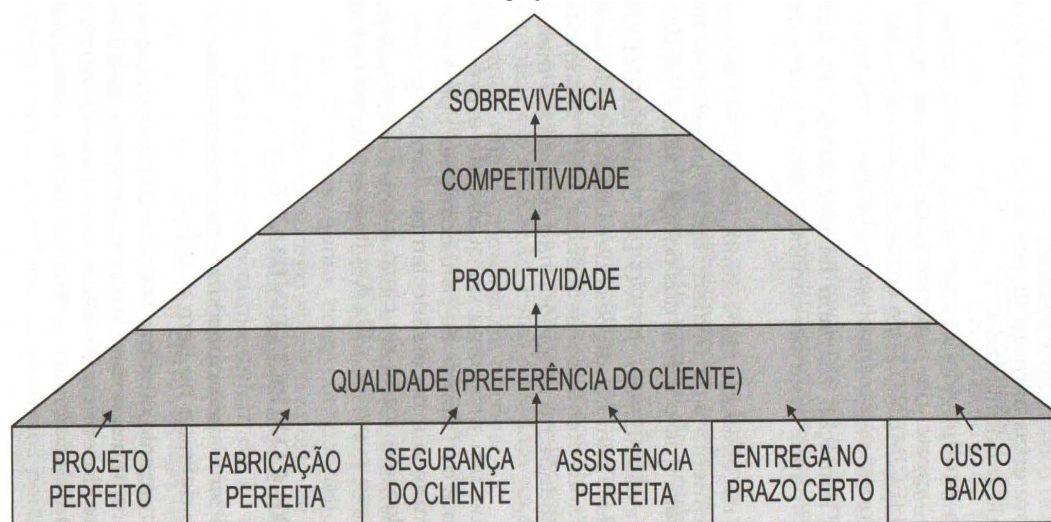 SOBREVIVÊNCIA
COMPETITIVIDADE
PRODUTIVIDADE
QUALIDADE (PREFERÊNCIA DO CLIENTE)
PROJETO
PERFEITO
FABRICAÇÃO
PERFEITA
SEGURANÇA
DO CLIENTE
ASSISTÊNCIA
PERFEITA
ENTREGA NO
PRAZO CERTO
CUSTO
BAIXO